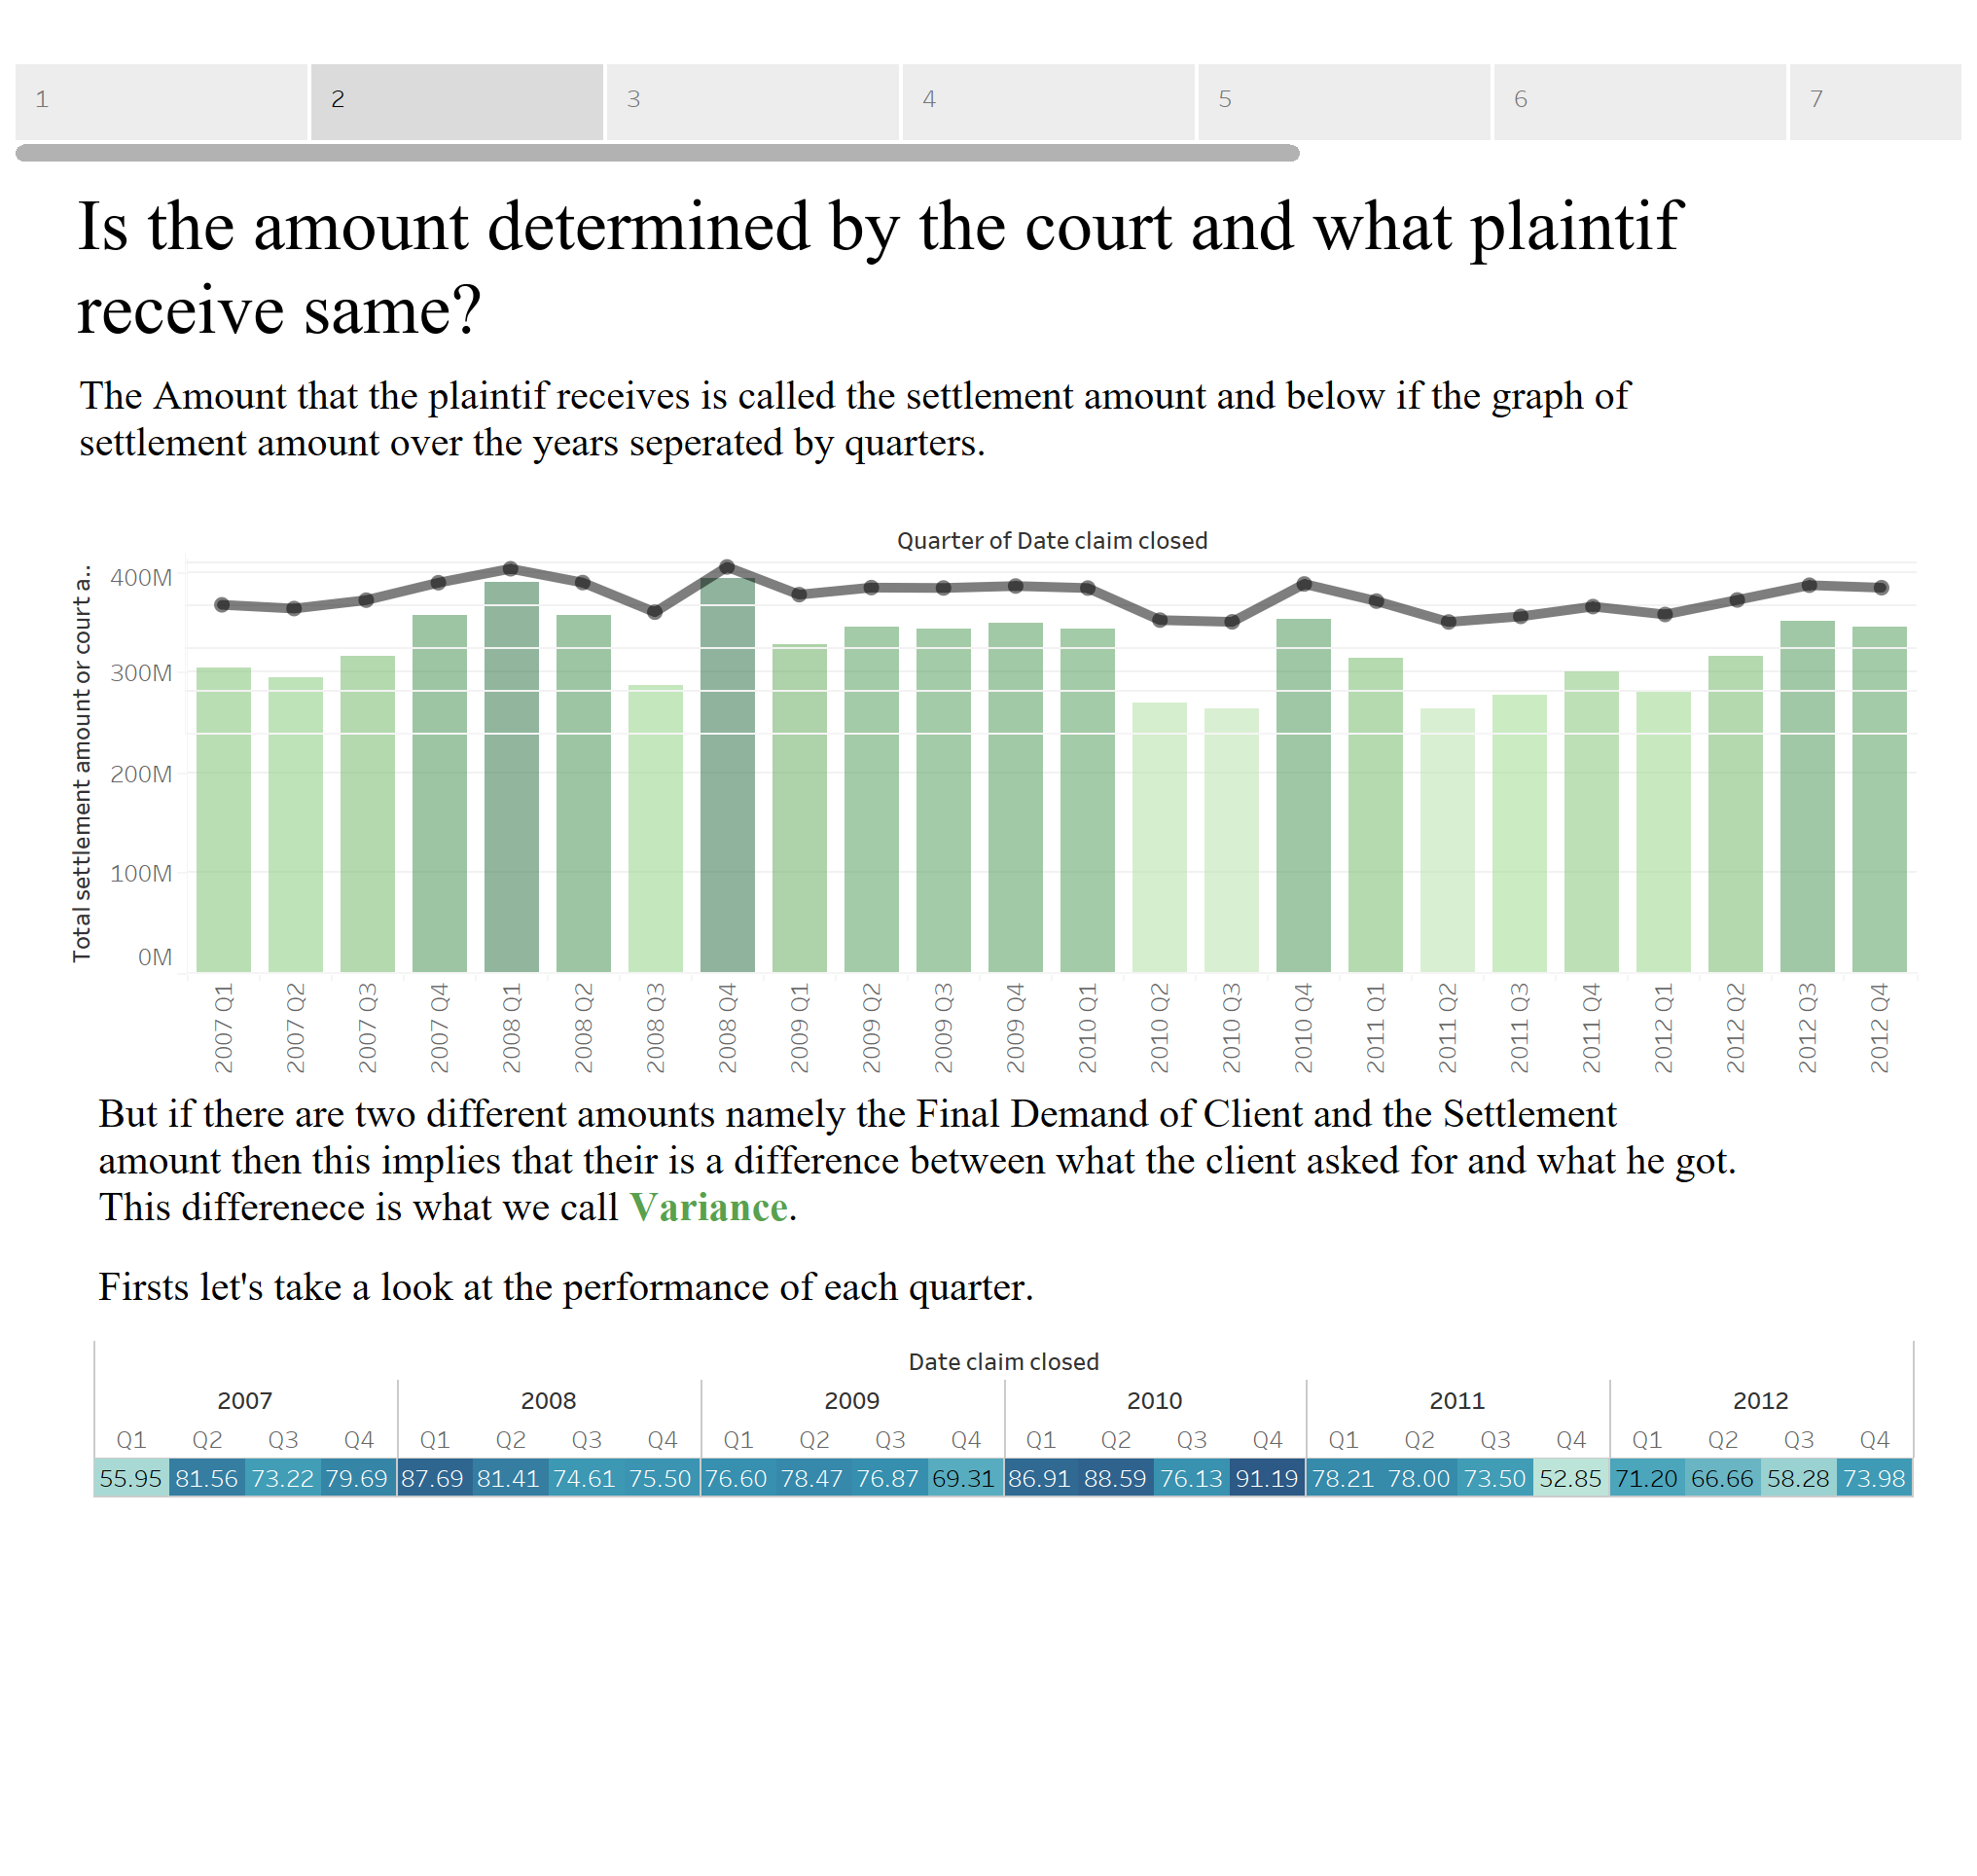 1 2 3 4 5 6 7
Is the amount determined by the court and what plaintif
receive same?
The Amount that the plaintif receives is called the settlement amount and below if the graph of
settlement amount over the years seperated by quarters.
Quarter of Date claim closed
Total settlement amount or court a..
400M
300M
200M
100M
0M
2007 Q1 2007 Q2 2007 Q3 2007 Q4 2008 Q1 2008 Q2 2008 Q3 2008 Q4 2009 Q1 2009 Q2 2009 Q3 2009 Q4 2010 Q1 2010 Q2 2010 Q3 2010 Q4 2011 Q1 2011 Q2 2011 Q3 2011 Q4 2012 Q1 2012 Q2 2012 Q3 2012 Q4
But if there are two different amounts namely the Final Demand of Client and the Settlement
amount then this implies that their is a difference between what the client asked for and what he got.
This differenece is what we call Variance.
Firsts let's take a look at the performance of each quarter.
Date claim closed
2007 2008 2009 2010 2011 2012
Q1 Q2 Q3 Q4 Q1 Q2 Q3 Q4 Q1 Q2 Q3 Q4 Q1 Q2 Q3 Q4 Q1 Q2 Q3 Q4 Q1 Q2 Q3 Q4
55.95 81.56 73.22 79.69 87.69 81.41 74.61 75.50 76.60 78.47 76.87 69.31 86.91 88.59 76.13 91.19 78.21 78.00 73.50 52.85 71.20 66.66 58.28 73.98